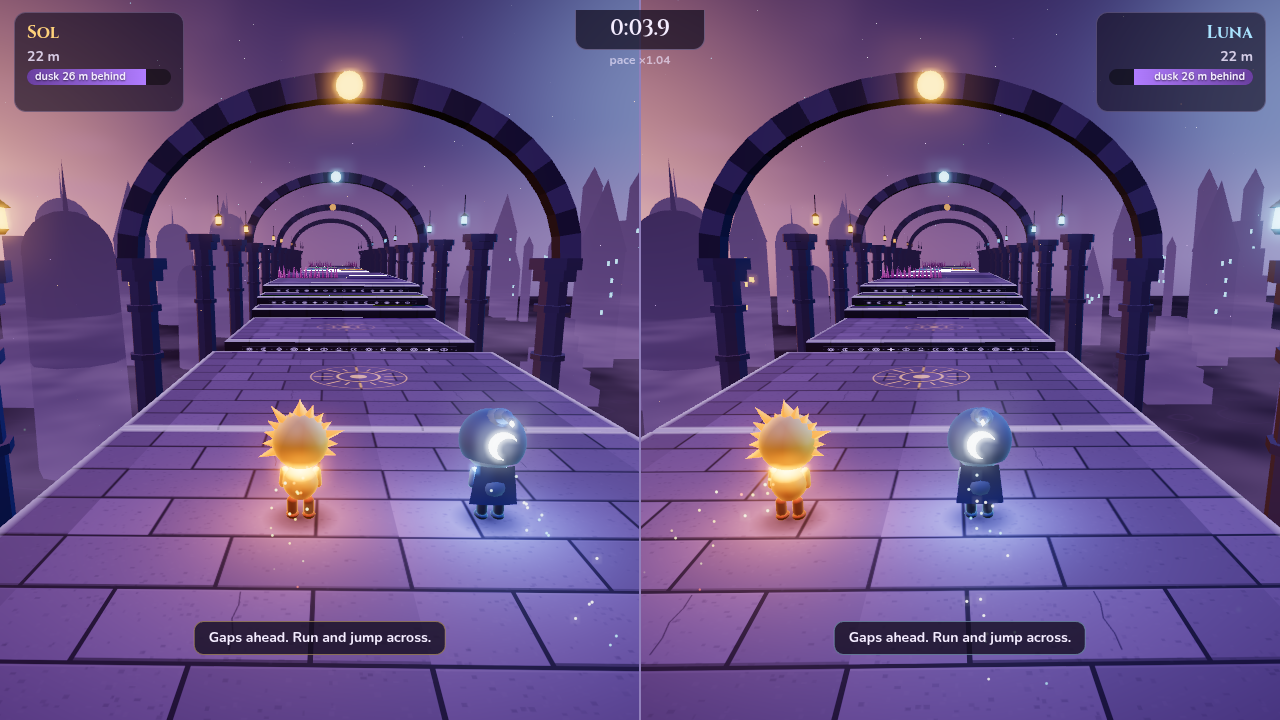 SOL
22 m
dusk 26 m behind
0:03.9
pace ×1.04
LUNA
22 m
dusk 26 m behind
Gaps ahead. Run and jump across.
Gaps ahead. Run and jump across.